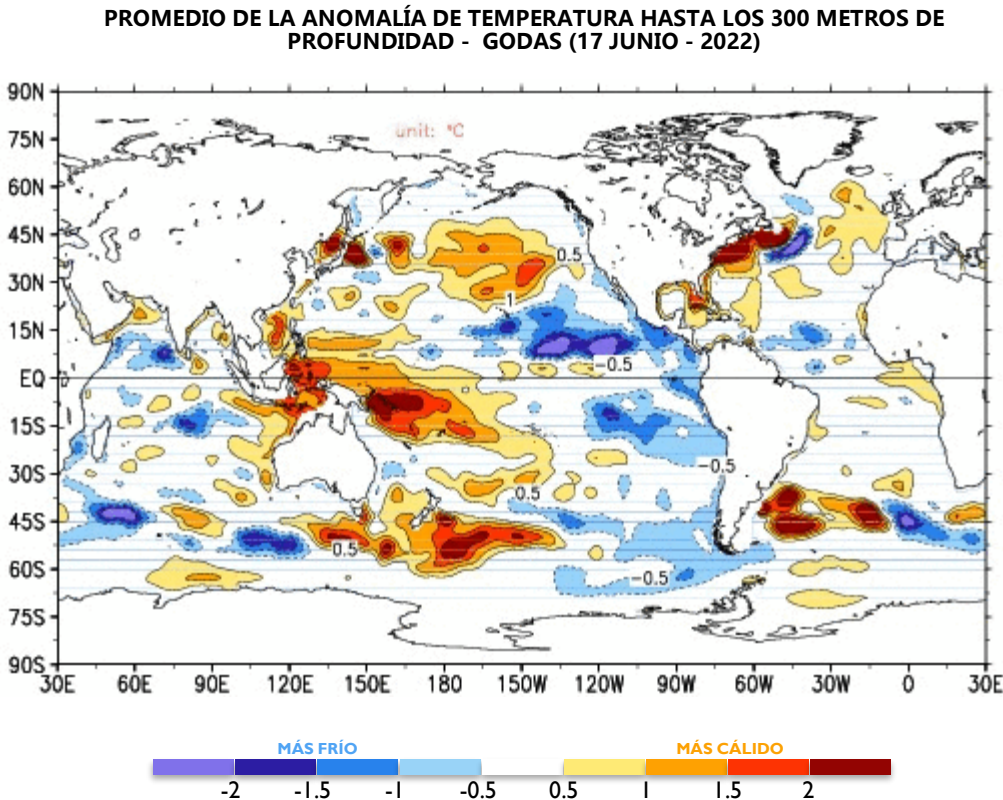 PROMEDIO DE LA ANOMALÍA DE TEMPERATURA HASTA LOS 300 METROS DE
PROFUNDIDAD - GODAS (17 JUNIO - 2022)
90N
unit: °C
75N
60N
45N
0.5
30N
1
15N
-0.5
EQ
15S
-0.5
30S
0.5
45S
0.5
60S
-0.5
75S
90S
30E 60E 90E 120E 150E 180 150W 120W 90W 60W 30W 0 30E
MÁS FRÍO MÁS CÁLIDO
-2 -1.5 -1 -0.5 0.5 1 1.5 2